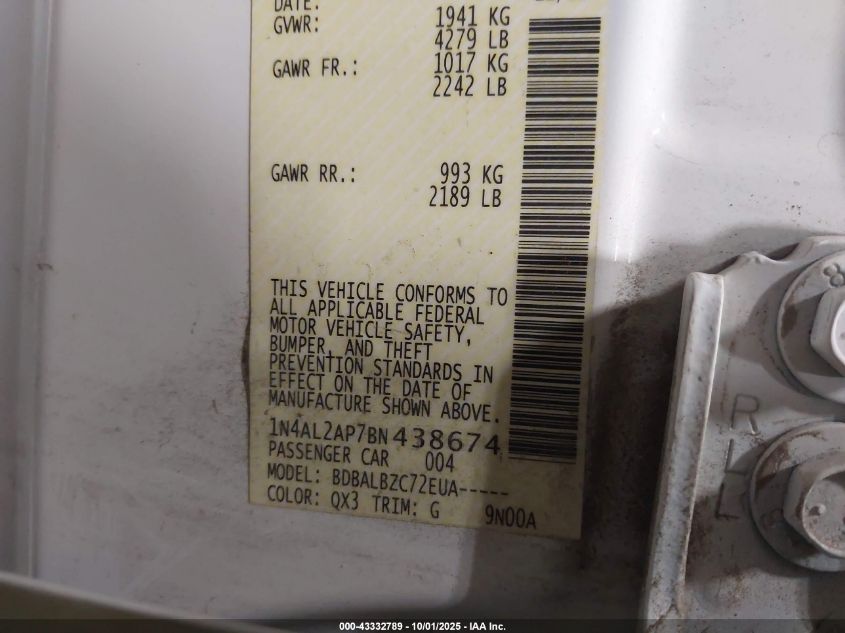 DATE:
GVWR: 1941 KG
4279 LB
GAWR FR.: 1017 KG
2242 LB
GAWR RR.: 993 KG
2189 LB
THIS VEHICLE CONFORMS TO
ALL APPLICABLE FEDERAL
MOTOR VEHICLE SAFETY,
BUMPER, AND THEFT
PREVENTION STANDARDS IN
EFFECT ON THE DATE OF
MANUFACTURE SHOWN ABOVE.
1N4AL2AP7BN438674
PASSENGER CAR 004
MODEL: BDBALBZC72EUA-----
COLOR: QX3 TRIM: G 9N00A
8
R
L
L
000-43332789 - 10/01/2025 - IAA Inc.